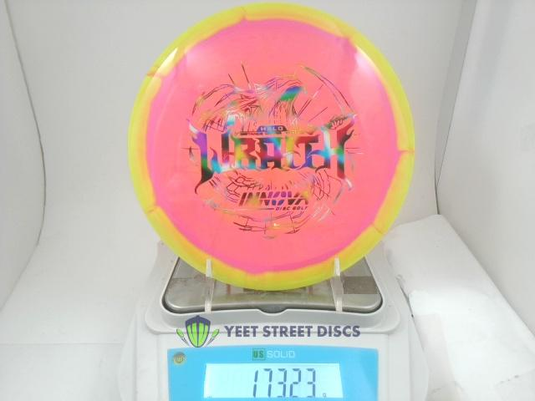 HALO
WRAITH
INNOVA
DISC GOLF
YEET STREET DISCS
U.S. SOLID
173.23 g